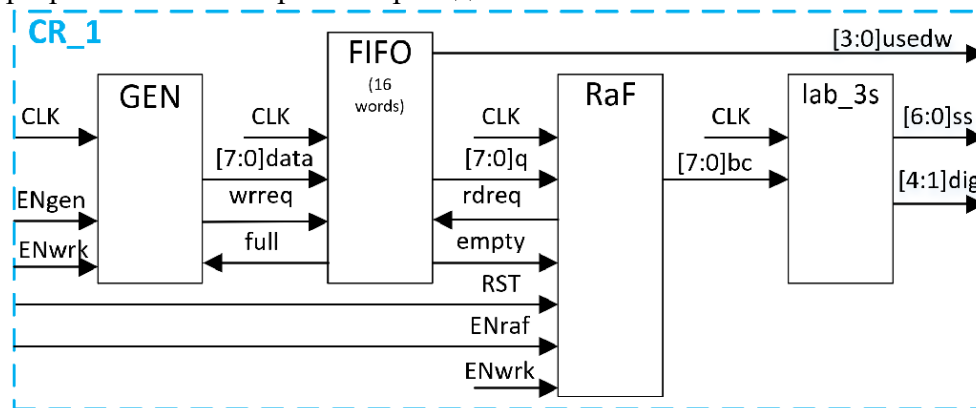 CR_1
GEN
FIFO
(16
words)
RaF
lab_3s
[3:0]usedw
CLK
CLK
CLK
CLK
[6:0]ss
[7:0]data
[7:0]q
[7:0]bc
[4:1]dig
ENgen
wrreq
rdreq
ENwrk
full
empty
RST
ENraf
ENwrk